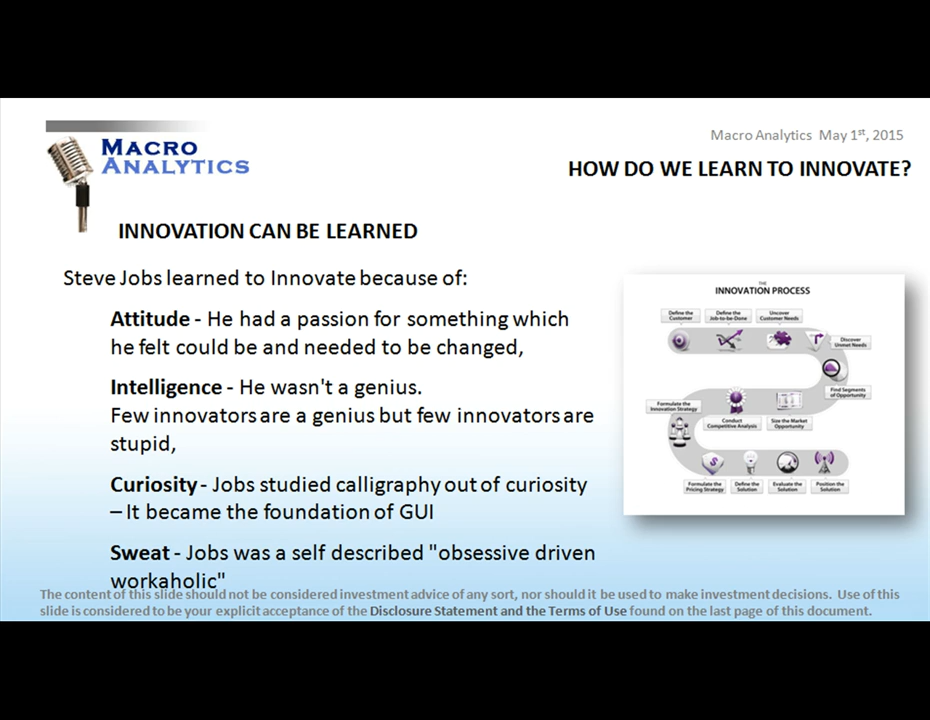 MACRO
ANALYTICS
Macro Analytics May 1st, 2015
HOW DO WE LEARN TO INNOVATE?
INNOVATION CAN BE LEARNED
Steve Jobs learned to Innovate because of:
Attitude - He had a passion for something which
he felt could be and needed to be changed,
Intelligence - He wasn't a genius.
Few innovators are a genius but few innovators are
stupid,
Curiosity - Jobs studied calligraphy out of curiosity
– It became the foundation of GUI
Sweat - Jobs was a self described "obsessive driven
workaholic"
THE
INNOVATION PROCESS
Define the
Customer
Define the
Job-to-be-Done
Uncover
Customer Needs
Discover
Unmet Needs
Find Segments
of Opportunity
Formulate the
Innovation Strategy
Conduct
Competitive Analysis
Size the Market
Opportunity
Formulate the
Pricing Strategy
Define the
Solution
Evaluate the
Solution
Position the
Solution
The content of this slide should not be considered investment advice of any sort, nor should it be used to make investment decisions. Use of this
slide is considered to be your explicit acceptance of the Disclosure Statement and the Terms of Use found on the last page of this document.